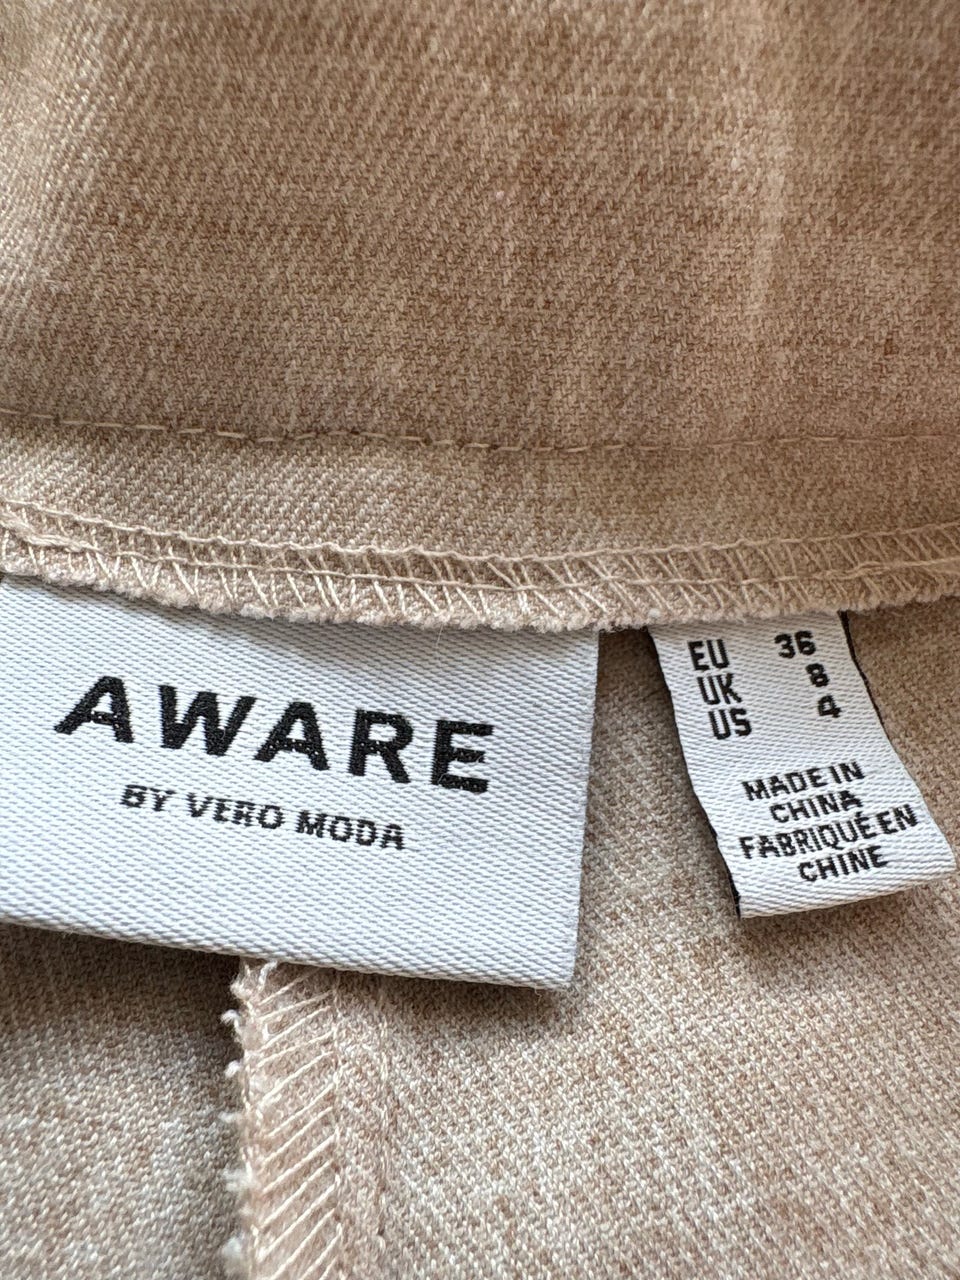 AWARE
BY VERO MODA
EU 36
UK 8
US 4
MADE IN
CHINA
FABRIQUÉ EN
CHINE